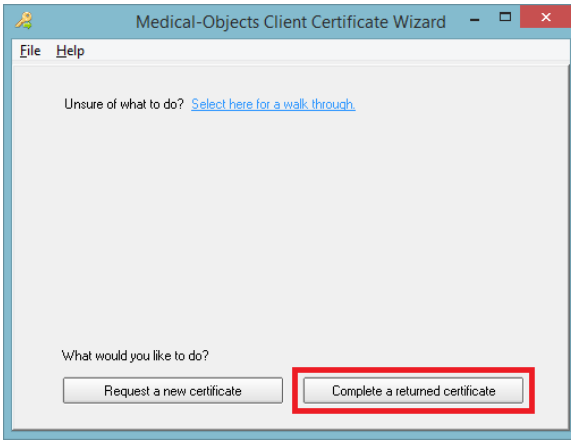 Medical-Objects Client Certificate Wizard
File Help
Unsure of what to do? Select here for a walk through.
What would you like to do?
Request a new certificate Complete a returned certificate